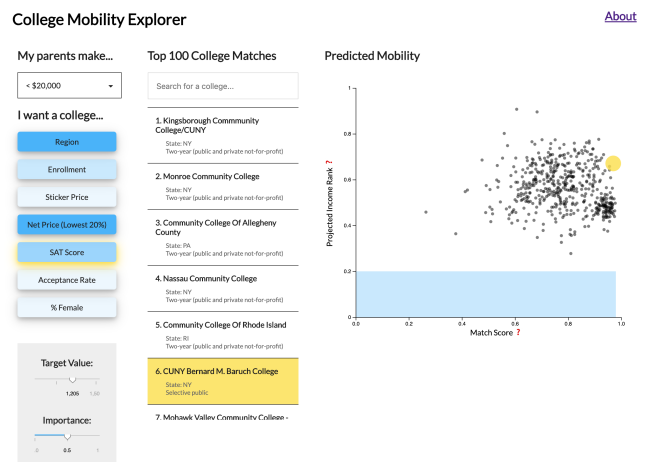 College Mobility Explorer
About
My parents make...
< $20,000
I want a college...
Region
Enrollment
Sticker Price
Net Price (Lowest 20%)
SAT Score
Acceptance Rate
% Female
Target Value:
1,205
Importance:
.0
0.5
1
Top 100 College Matches
Search for a college...
1. Kingsborough Commmunity
College/CUNY
State: NY
Two-year (public and private not-for-profit)
2. Monroe Community College
State: NY
Two-year (public and private not-for-profit)
3. Community College Of Allegheny
County
State: PA
Two-year (public and private not-for-profit)
4. Nassau Community College
State: NY
Two-year (public and private not-for-profit)
5. Community College Of Rhode Island
State: RI
Two-year (public and private not-for-profit)
6. CUNY Bernard M. Baruch College
State: NY
Selective public
7. Mohawk Valley Community College -
Predicted Mobility
1
0.8
0.6
0.4
0.2
0
Projected Income Rank ?
0.0
0.2
0.4
0.6
0.8
1.0
Match Score ?